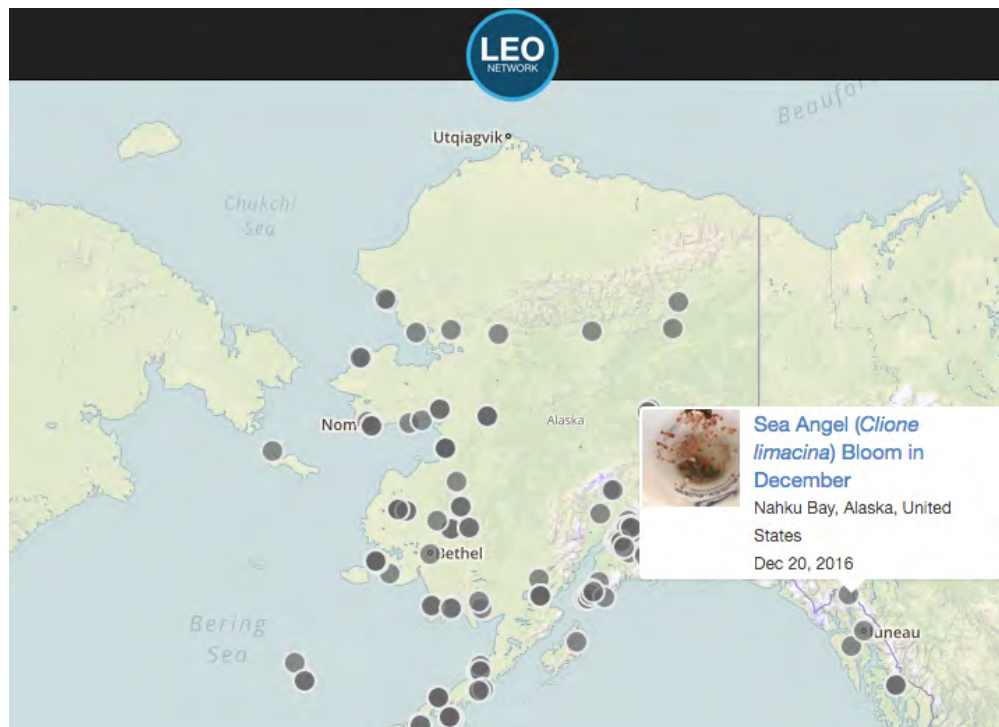 LEO
NETWORK
Beaufor
Utqiagvik
Chukchi
Sea
Nom
Alaska
Sea Angel (Clione
limacina) Bloom in
December
Nahku Bay, Alaska, United
States
Dec 20, 2016
Bethel
Bering
Sea
uneau